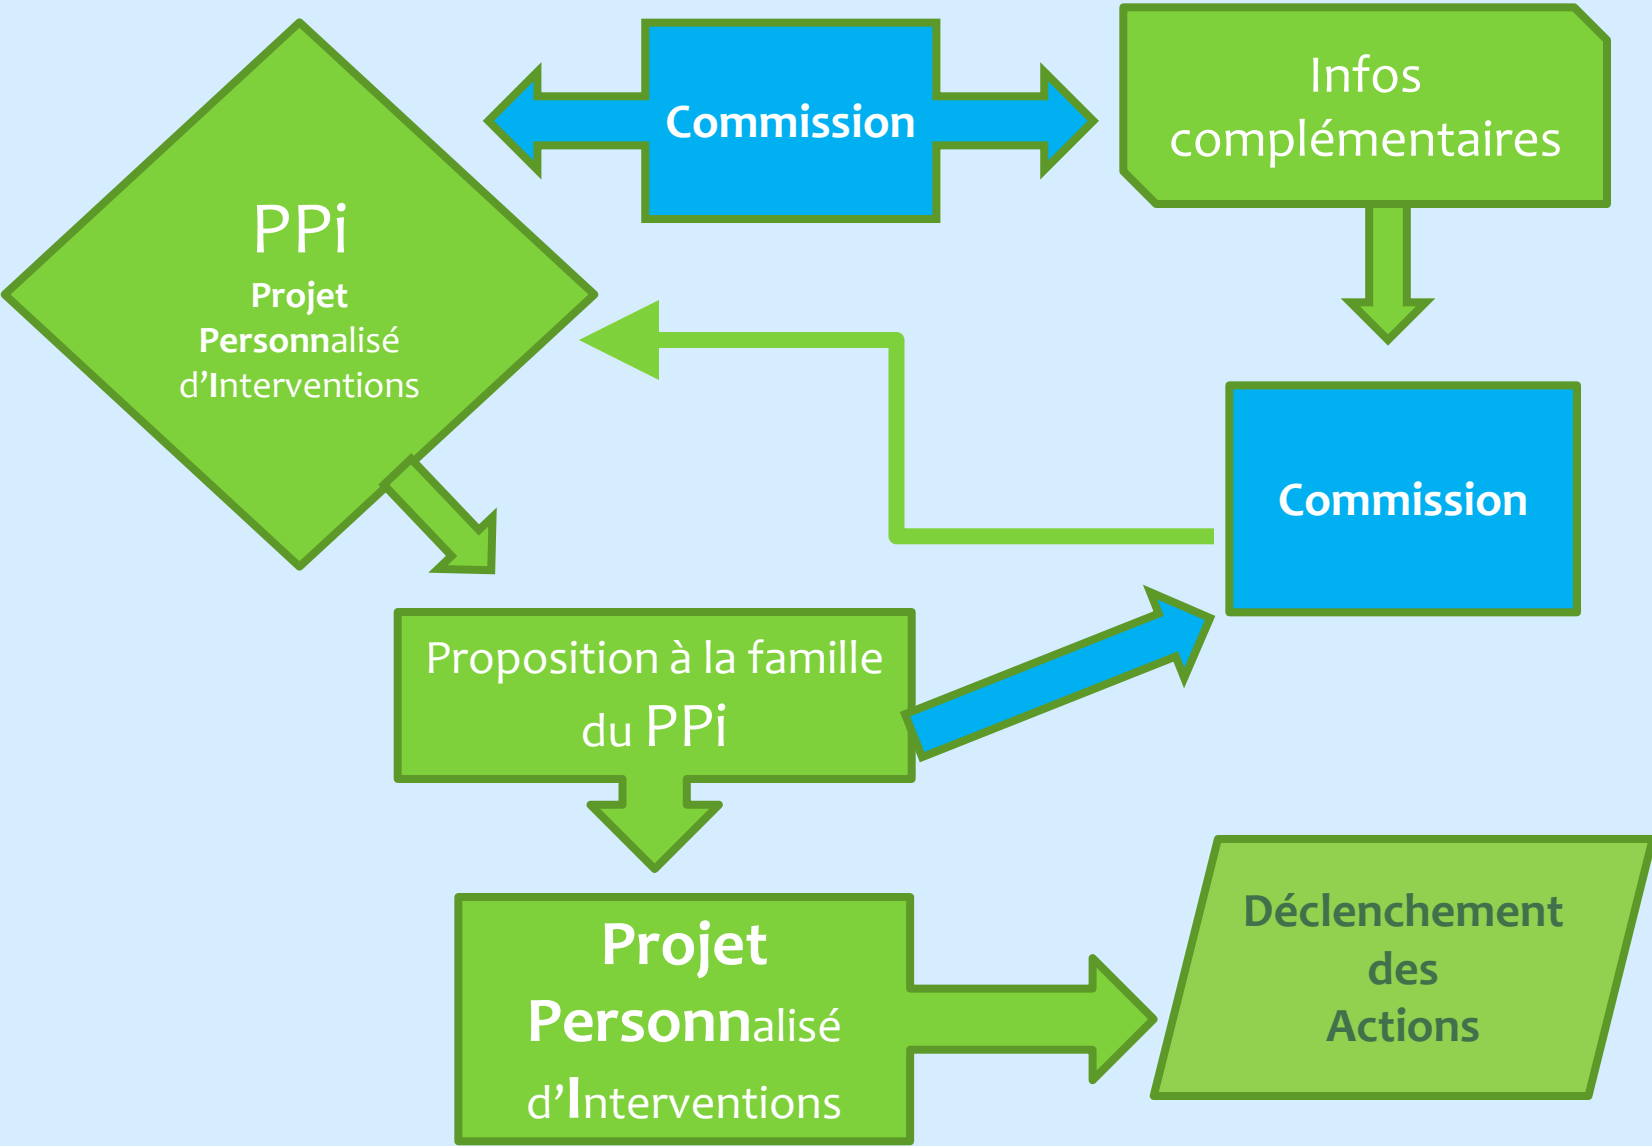 Commission
Infos
complémentaires
PPi
Projet
Personnalisé
d’Interventions
Commission
Proposition à la famille
du PPi
Projet
Personnalisé
d’Interventions
Déclenchement
des
Actions